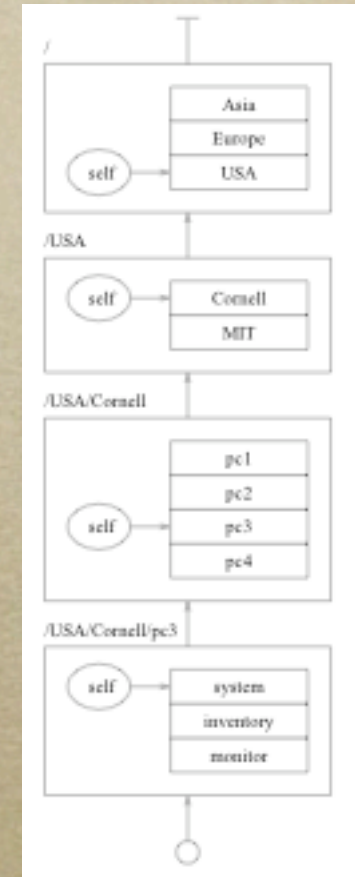 /
Asia
Europe
self
USA
/USA
self
Cornell
MIT
/USA/Cornell
pc1
pc2
self
pc3
pc4
/USA/Cornell/pc3
self
system
inventory
monitor